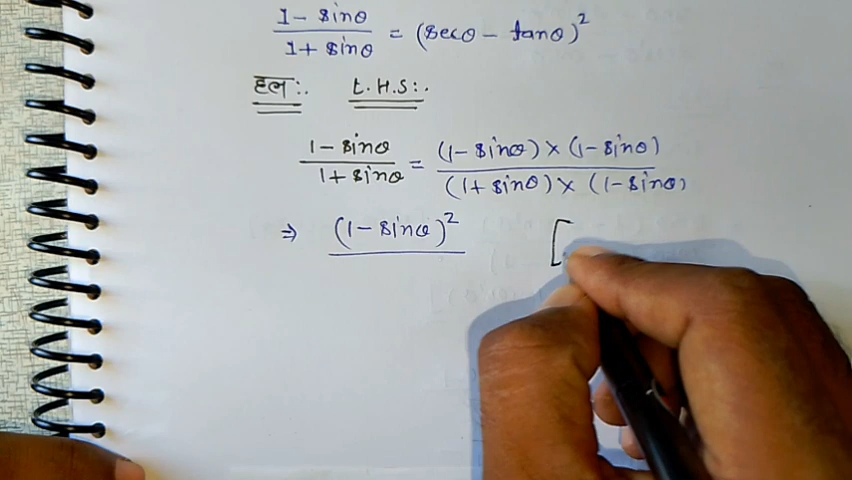 1 - sinθ / 1 + sinθ = (secθ - tanθ)²
हल:. L.H.S:.
1 - sinθ / 1 + sinθ = (1 - sinθ) × (1 - sinθ) / (1 + sinθ) × (1 - sinθ)
⇒ (1 - sinθ)² [